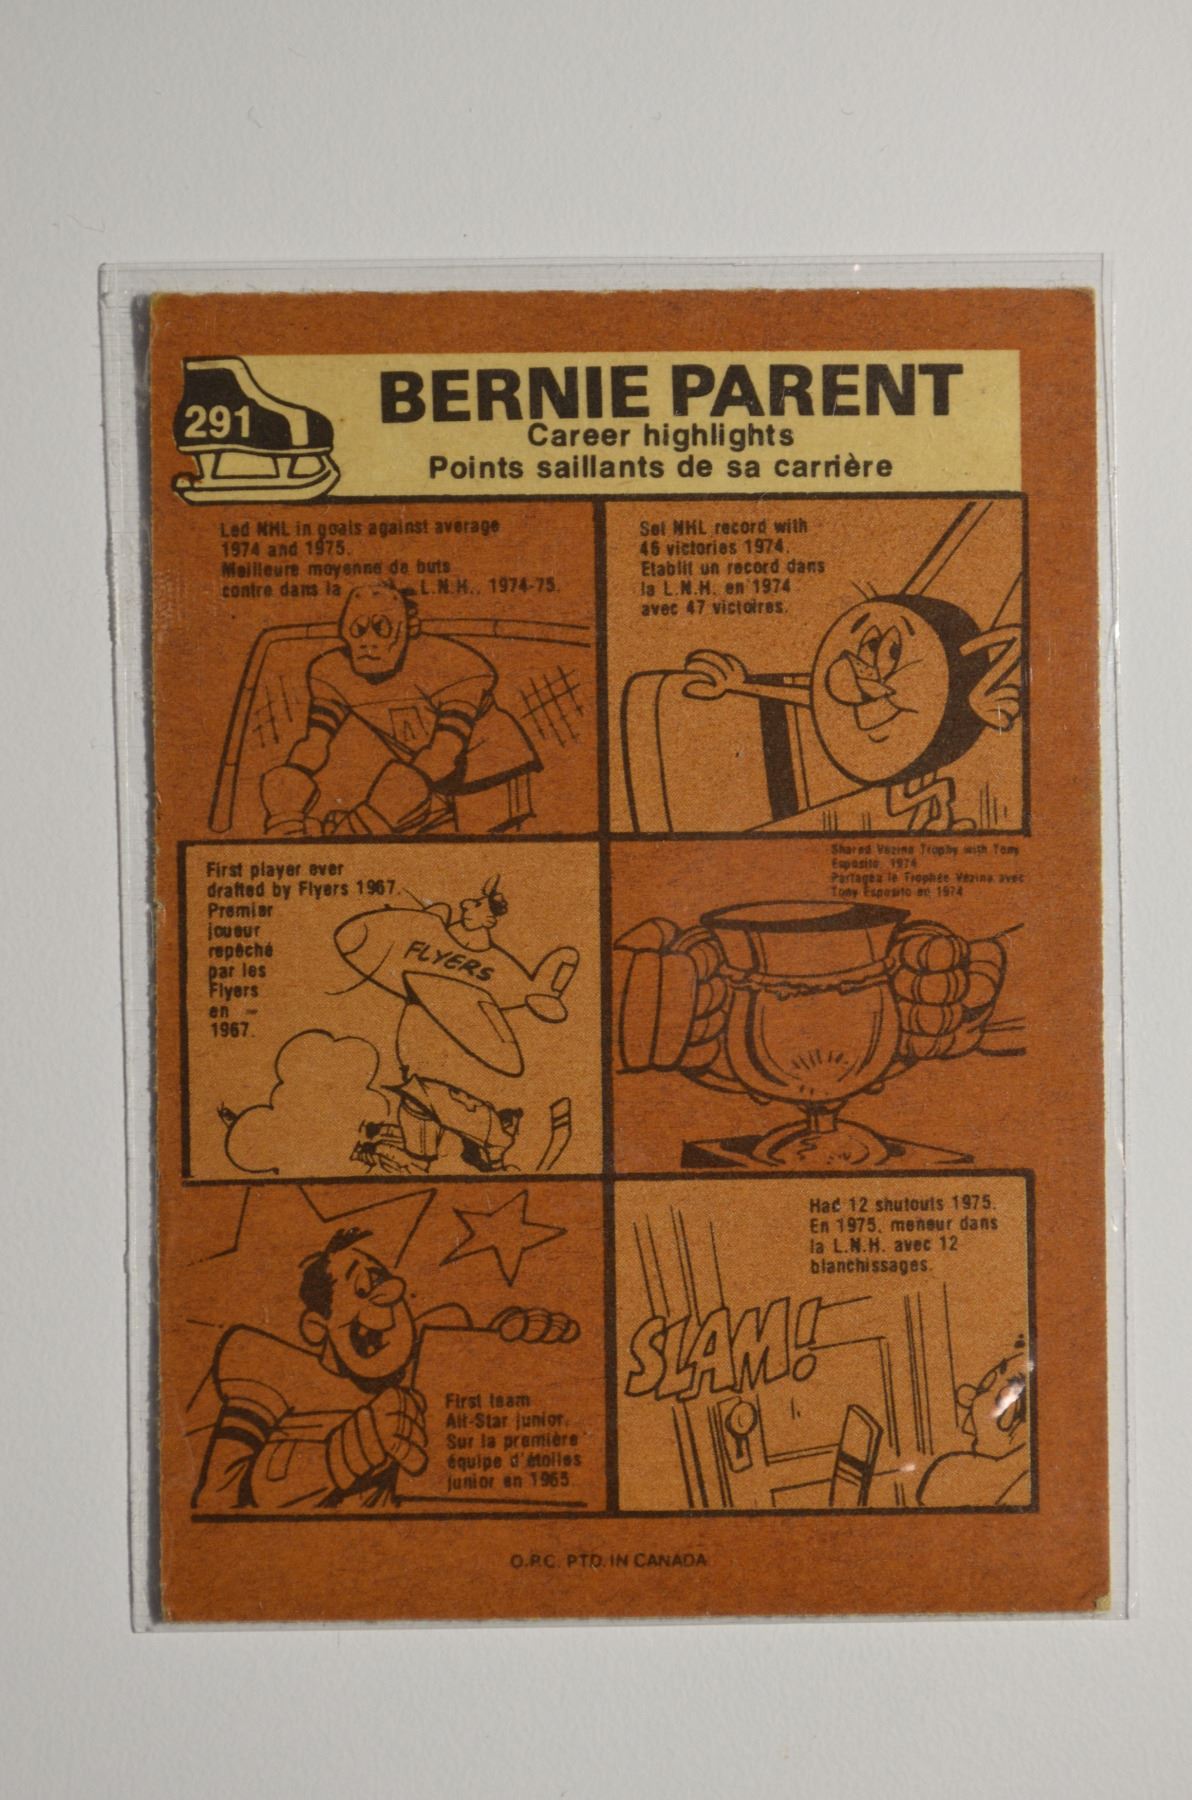 291
BERNIE PARENT
Career highlights
Points saillants de sa carrière
Led NHL in goals against average
1974 and 1975.
Meilleure moyenne de buts
contre dans la L.N.H., 1974-75.
Set NHL record with
46 victories 1974.
Etablit un record dans
la L.N.H. en 1974
avec 47 victoires.
First player ever
drafted by Flyers 1967.
Premier
joueur
repêché
par les
Flyers
en –
1967.
FLYERS
Shared Vezina Trophy with Tony
Esposito, 1974
Partagea le Trophée Vézina avec
Tony Esposito en 1974
First team
All-Star junior.
Sur la première
équipe d'étoiles
junior en 1965.
Had 12 shutouts 1975.
En 1975, meneur dans
la L.N.H. avec 12
blanchissages.
SLAM!
O.P.C. PTD. IN CANADA